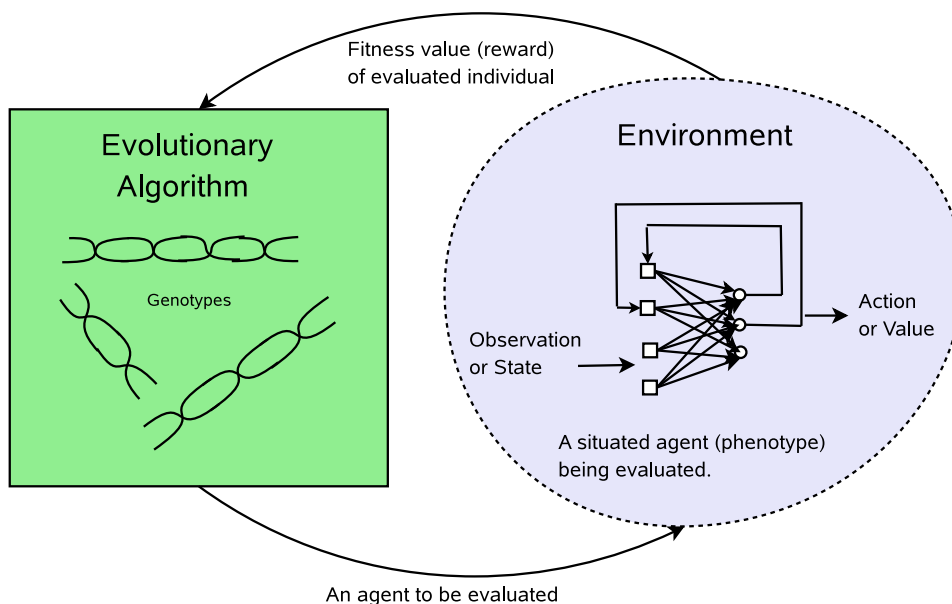 Fitness value (reward)
of evaluated individual
Evolutionary
Algorithm
Genotypes
Environment
Observation
or State
Action
or Value
A situated agent (phenotype)
being evaluated.
An agent to be evaluated